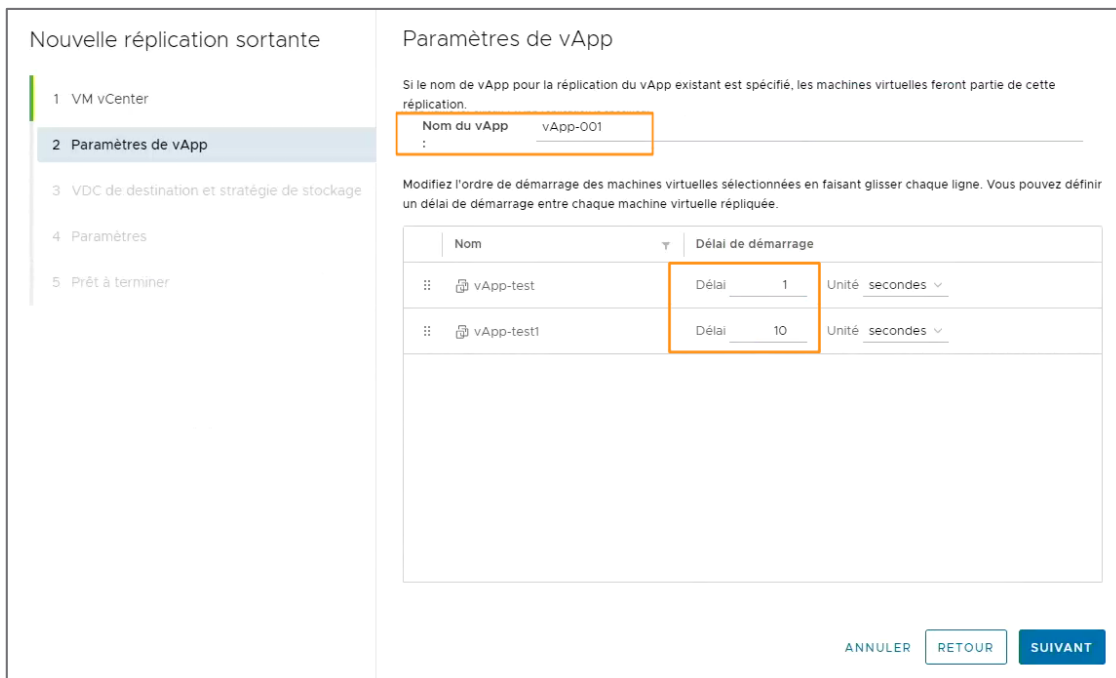 Nouvelle réplication sortante
1 VM vCenter
2 Paramètres de vApp
3 VDC de destination et stratégie de stockage
4 Paramètres
5 Prêt à terminer
Paramètres de vApp
Si le nom de vApp pour la réplication du vApp existant est spécifié, les machines virtuelles feront partie de cette
réplication.
Nom du vApp vApp-001
:
Modifiez l'ordre de démarrage des machines virtuelles sélectionnées en faisant glisser chaque ligne. Vous pouvez définir
un délai de démarrage entre chaque machine virtuelle répliquée.
Nom Délai de démarrage
vApp-test Délai 1 Unité secondes
vApp-test1 Délai 10 Unité secondes
ANNULER RETOUR SUIVANT